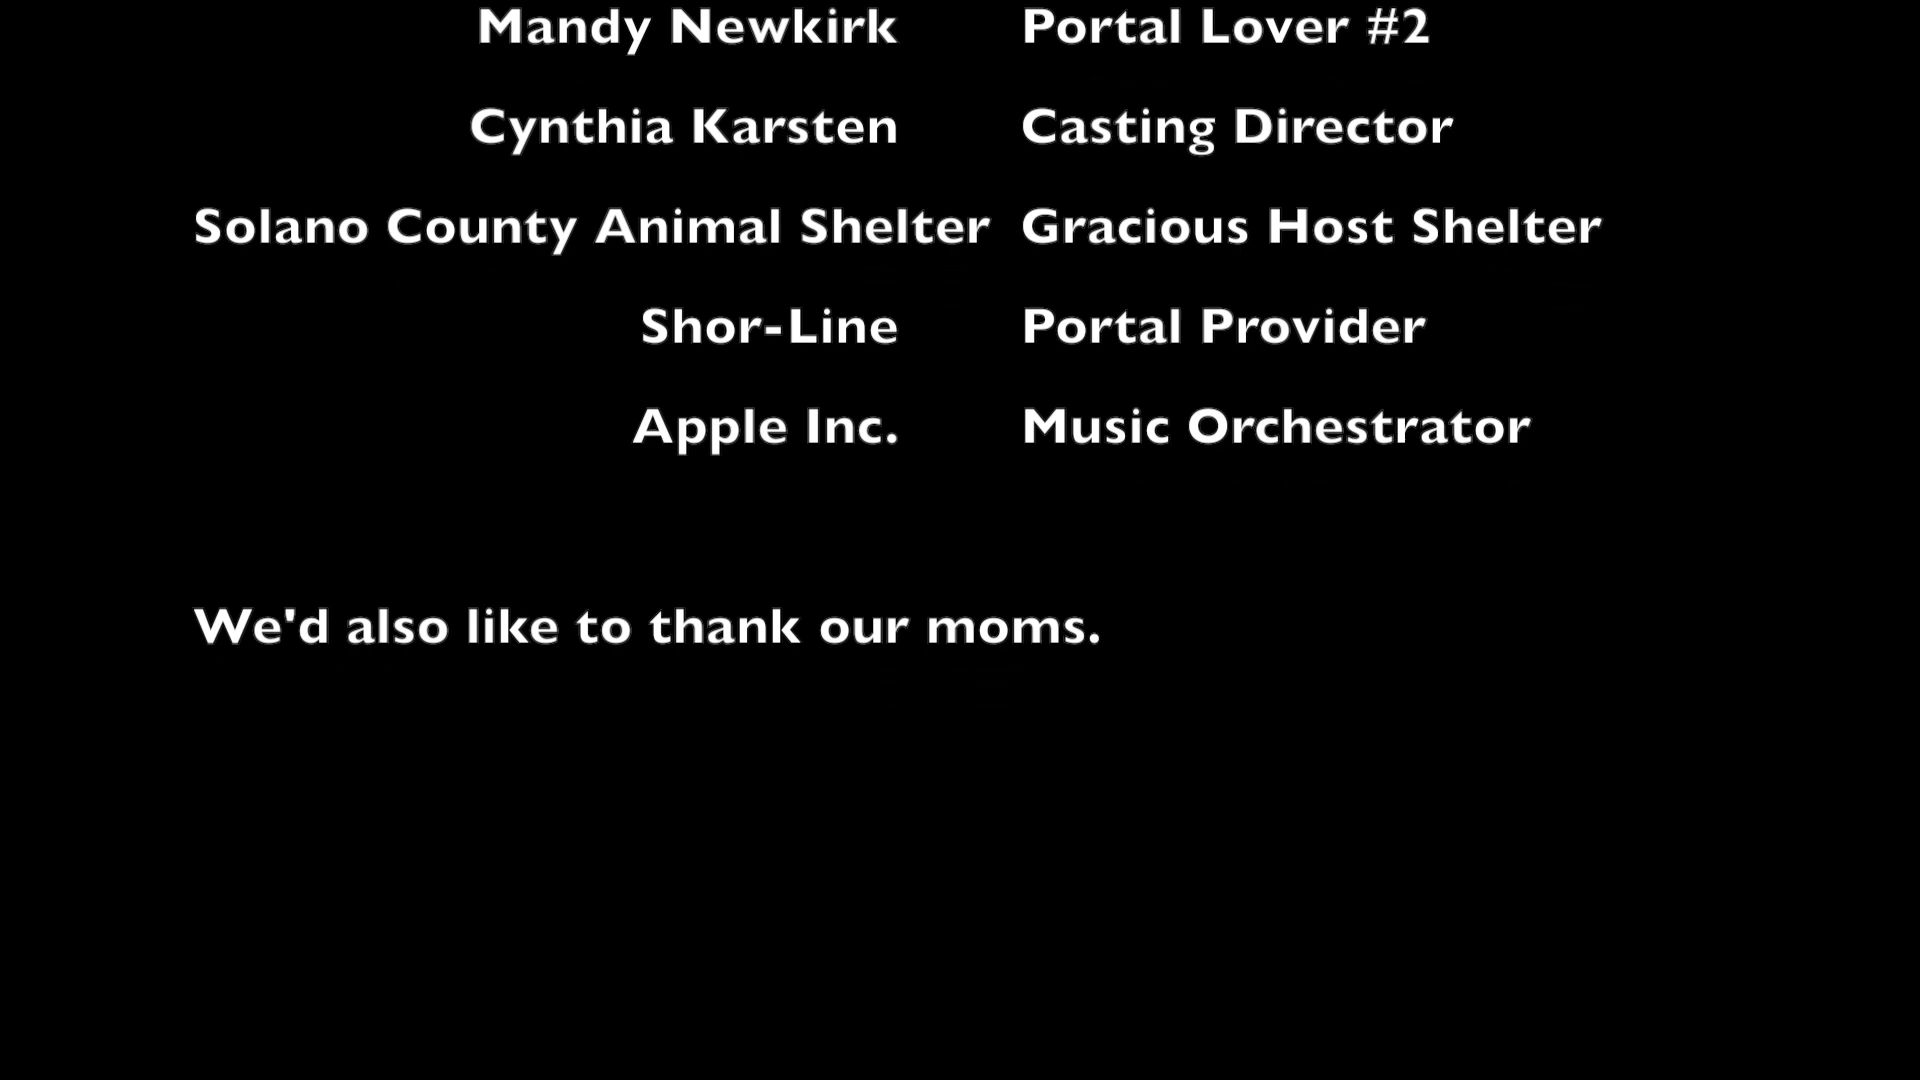 Mandy Newkirk Portal Lover #2
Cynthia Karsten Casting Director
Solano County Animal Shelter Gracious Host Shelter
Shor-Line Portal Provider
Apple Inc. Music Orchestrator
We'd also like to thank our moms.